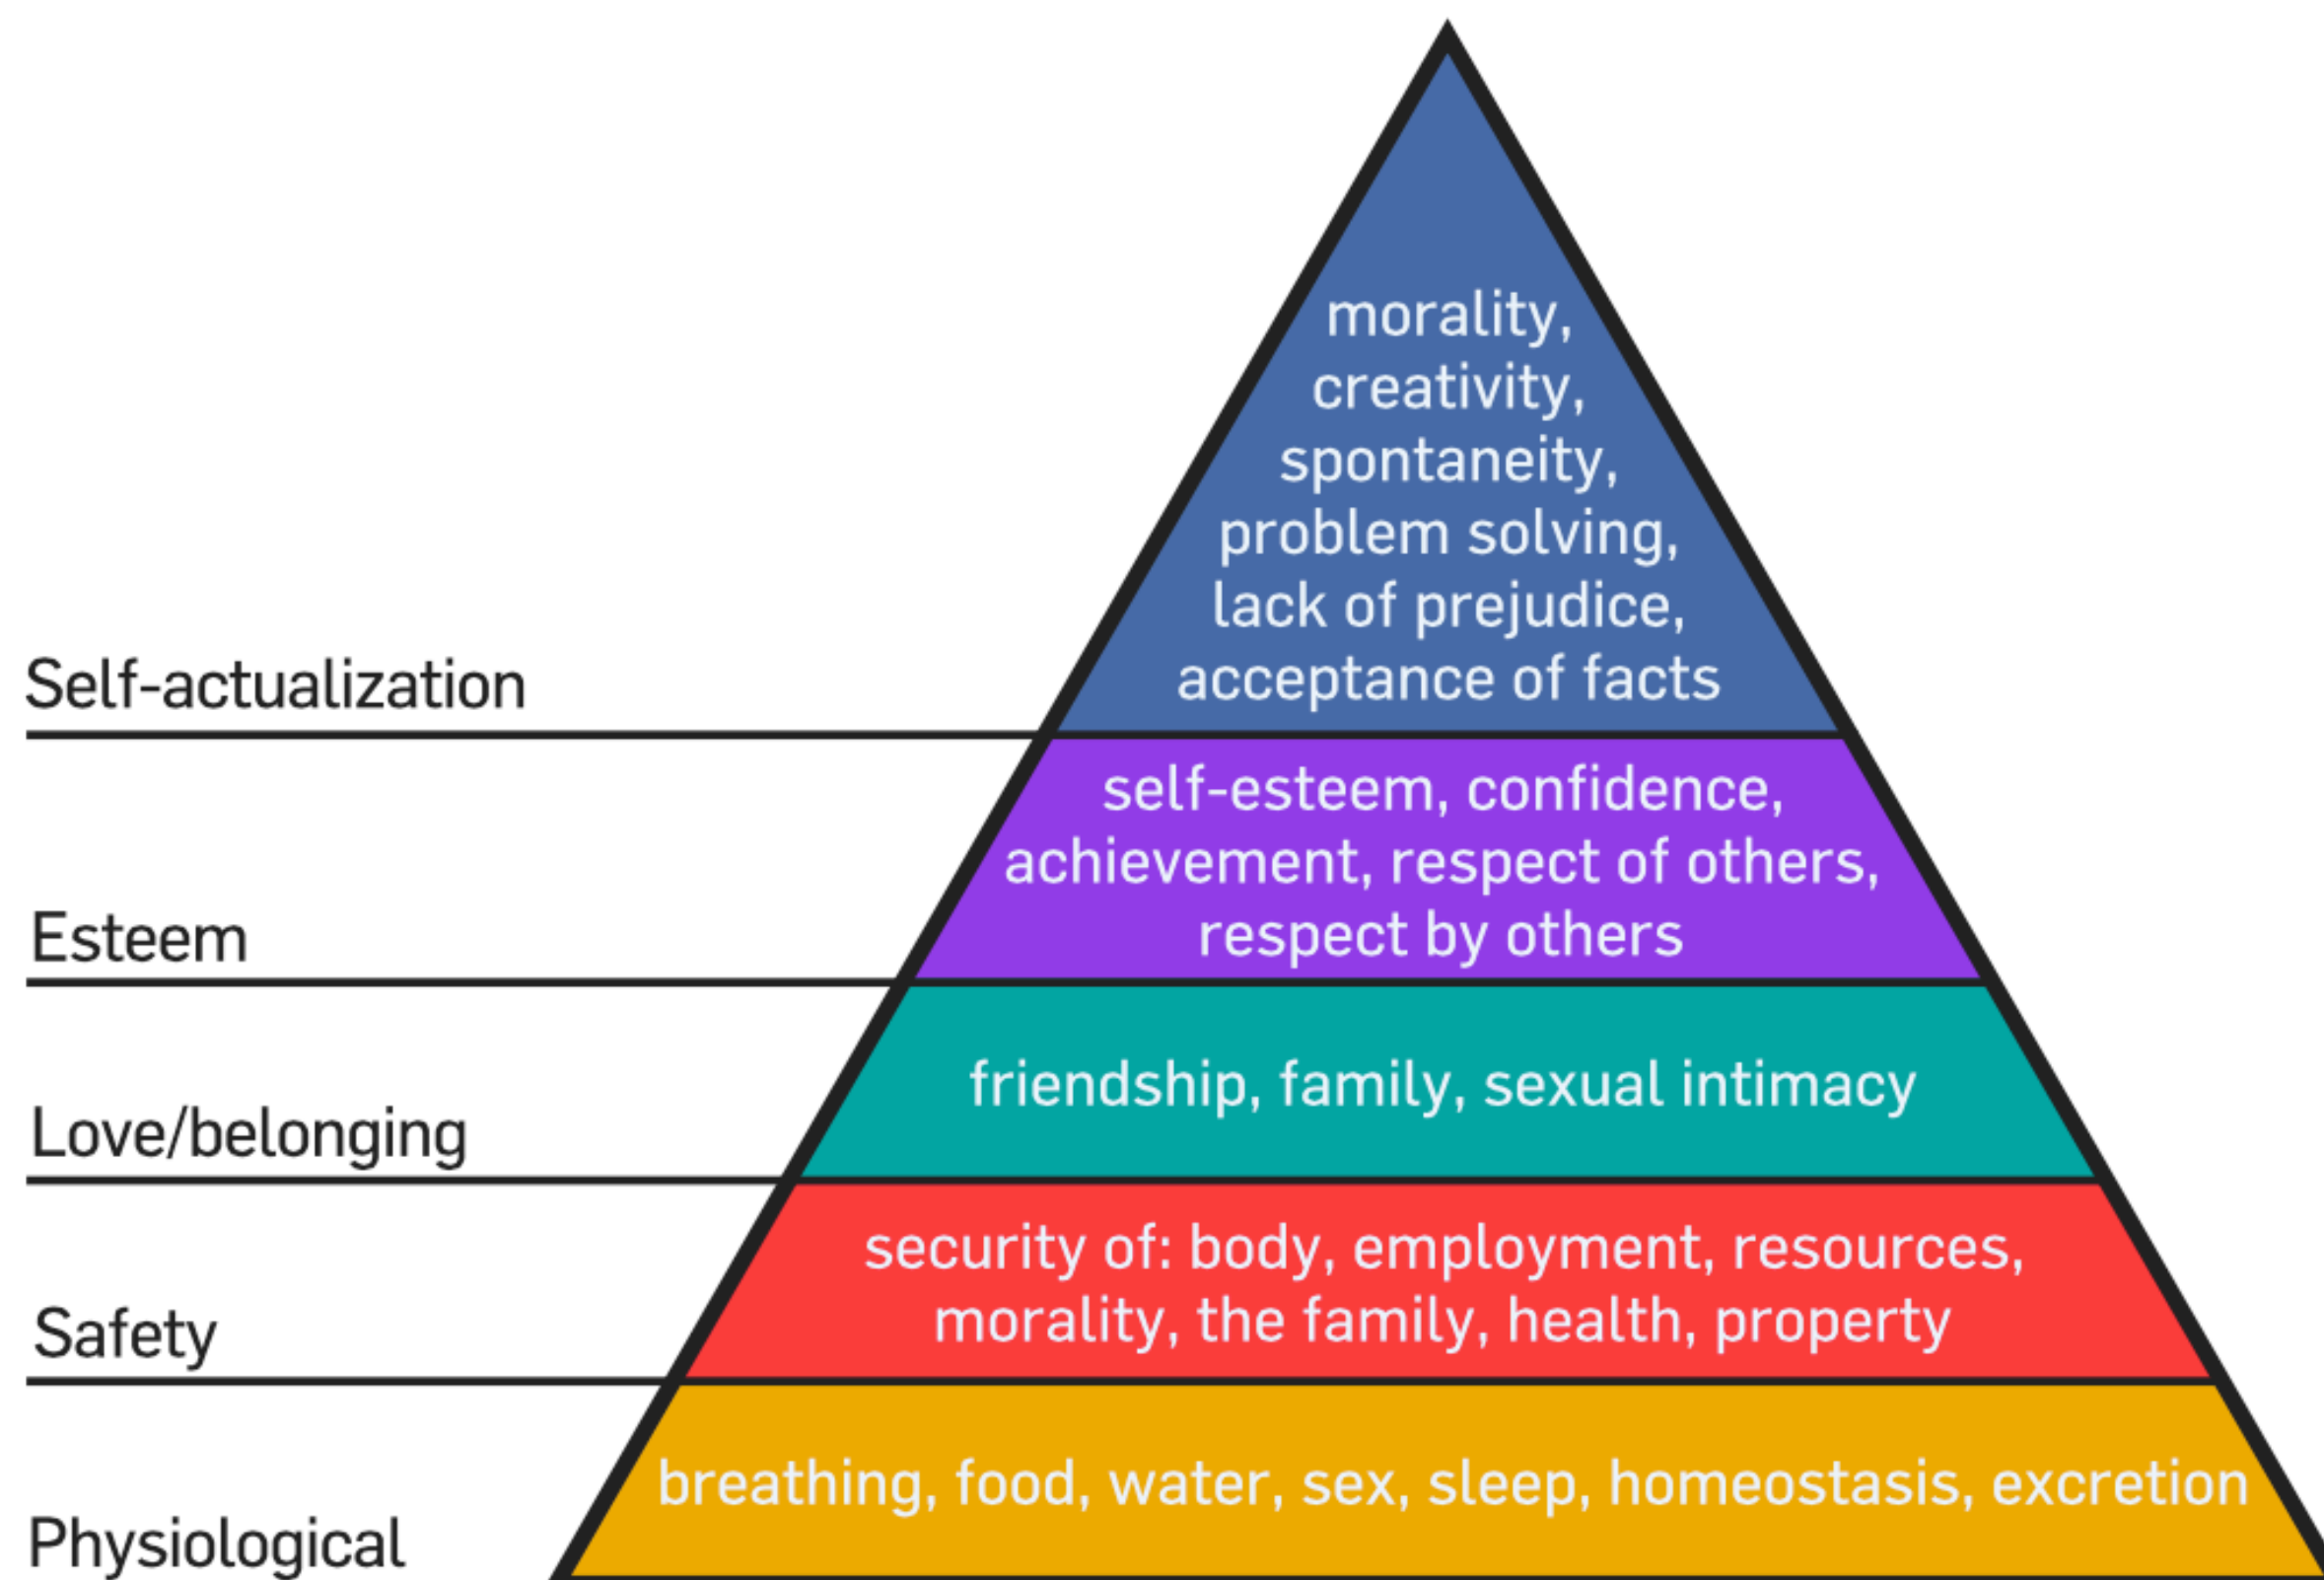 morality,
creativity,
spontaneity,
problem solving,
lack of prejudice,
acceptance of facts
Self-actualization
self-esteem, confidence,
achievement, respect of others,
respect by others
Esteem
friendship, family, sexual intimacy
Love/belonging
security of: body, employment, resources,
morality, the family, health, property
Safety
breathing, food, water, sex, sleep, homeostasis, excretion
Physiological